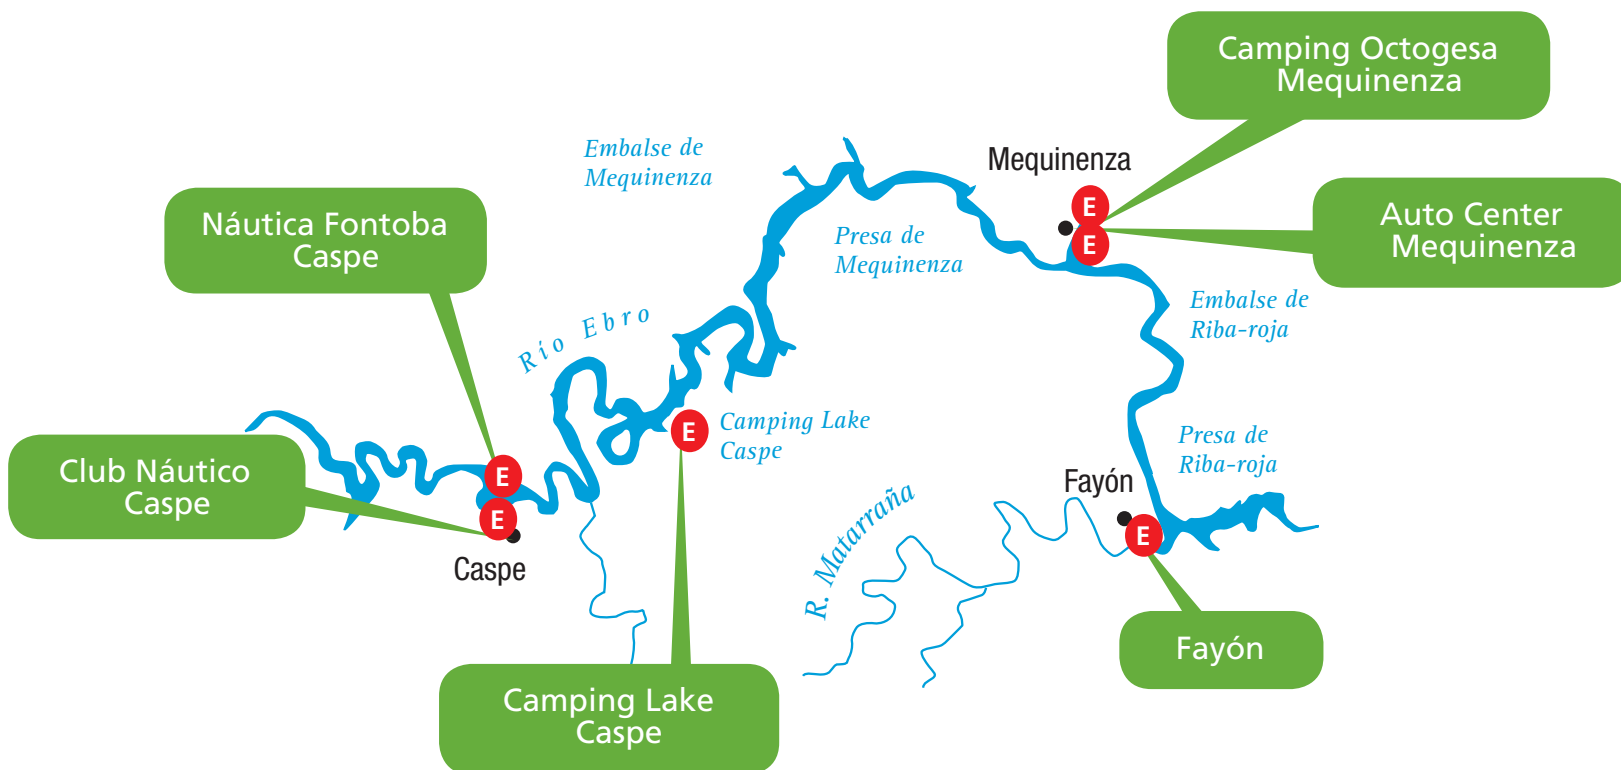 Camping Octogesa
Mequinenza
Embalse de
Mequinenza
Mequinenza
E
E
Auto Center
Mequinenza
Náutica Fontoba
Caspe
Presa de
Mequinenza
Embalse de
Riba-roja
Río Ebro
Camping Lake
Caspe
E
Presa de
Riba-roja
Club Náutico
Caspe
E
E
Caspe
Fayón
E
R. Matarraña
Fayón
Camping Lake
Caspe